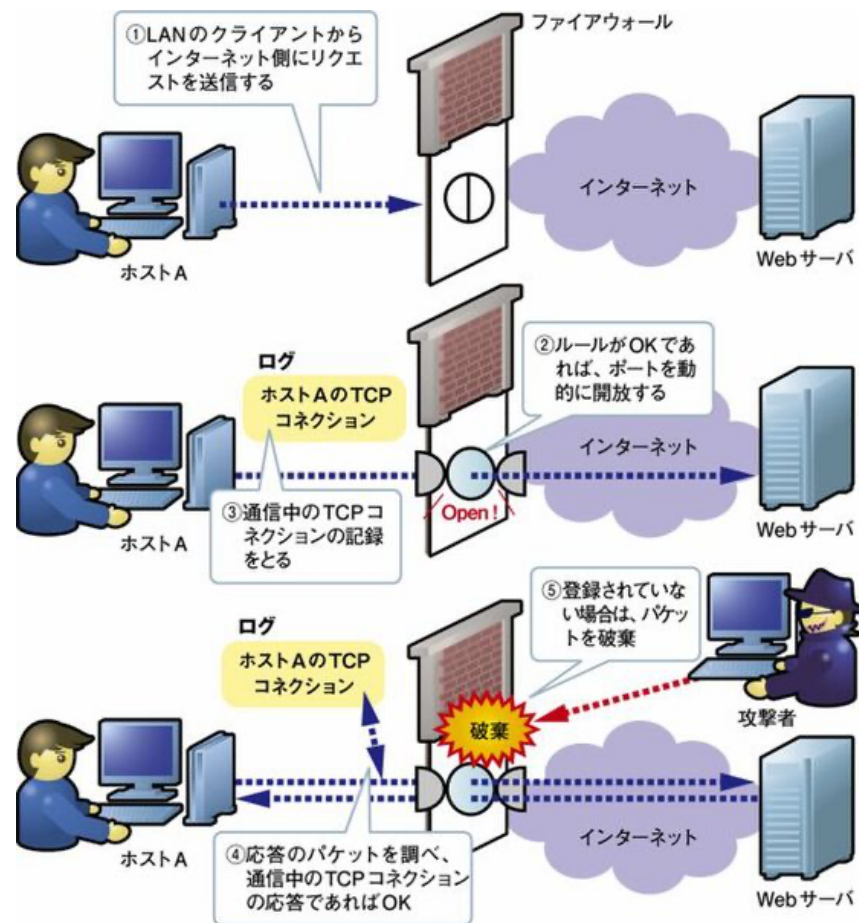 ①LANのクライアントから
インターネット側にリクエ
ストを送信する
ファイアウォール
インターネット
ホストA
Webサーバ
②ルールがOKであ
れば、ポートを動
的に開放する
ログ
ホストAのTCP
コネクション
インターネット
Open!
③通信中のTCPコ
ネクションの記録
をとる
ホストA
Webサーバ
⑤登録されていな
い場合は、パケッ
トを破棄
ログ
ホストAのTCP
コネクション
破棄
攻撃者
インターネット
ホストA
④応答のパケットを調べ、
通信中のTCPコネクション
の応答であればOK
Webサーバ